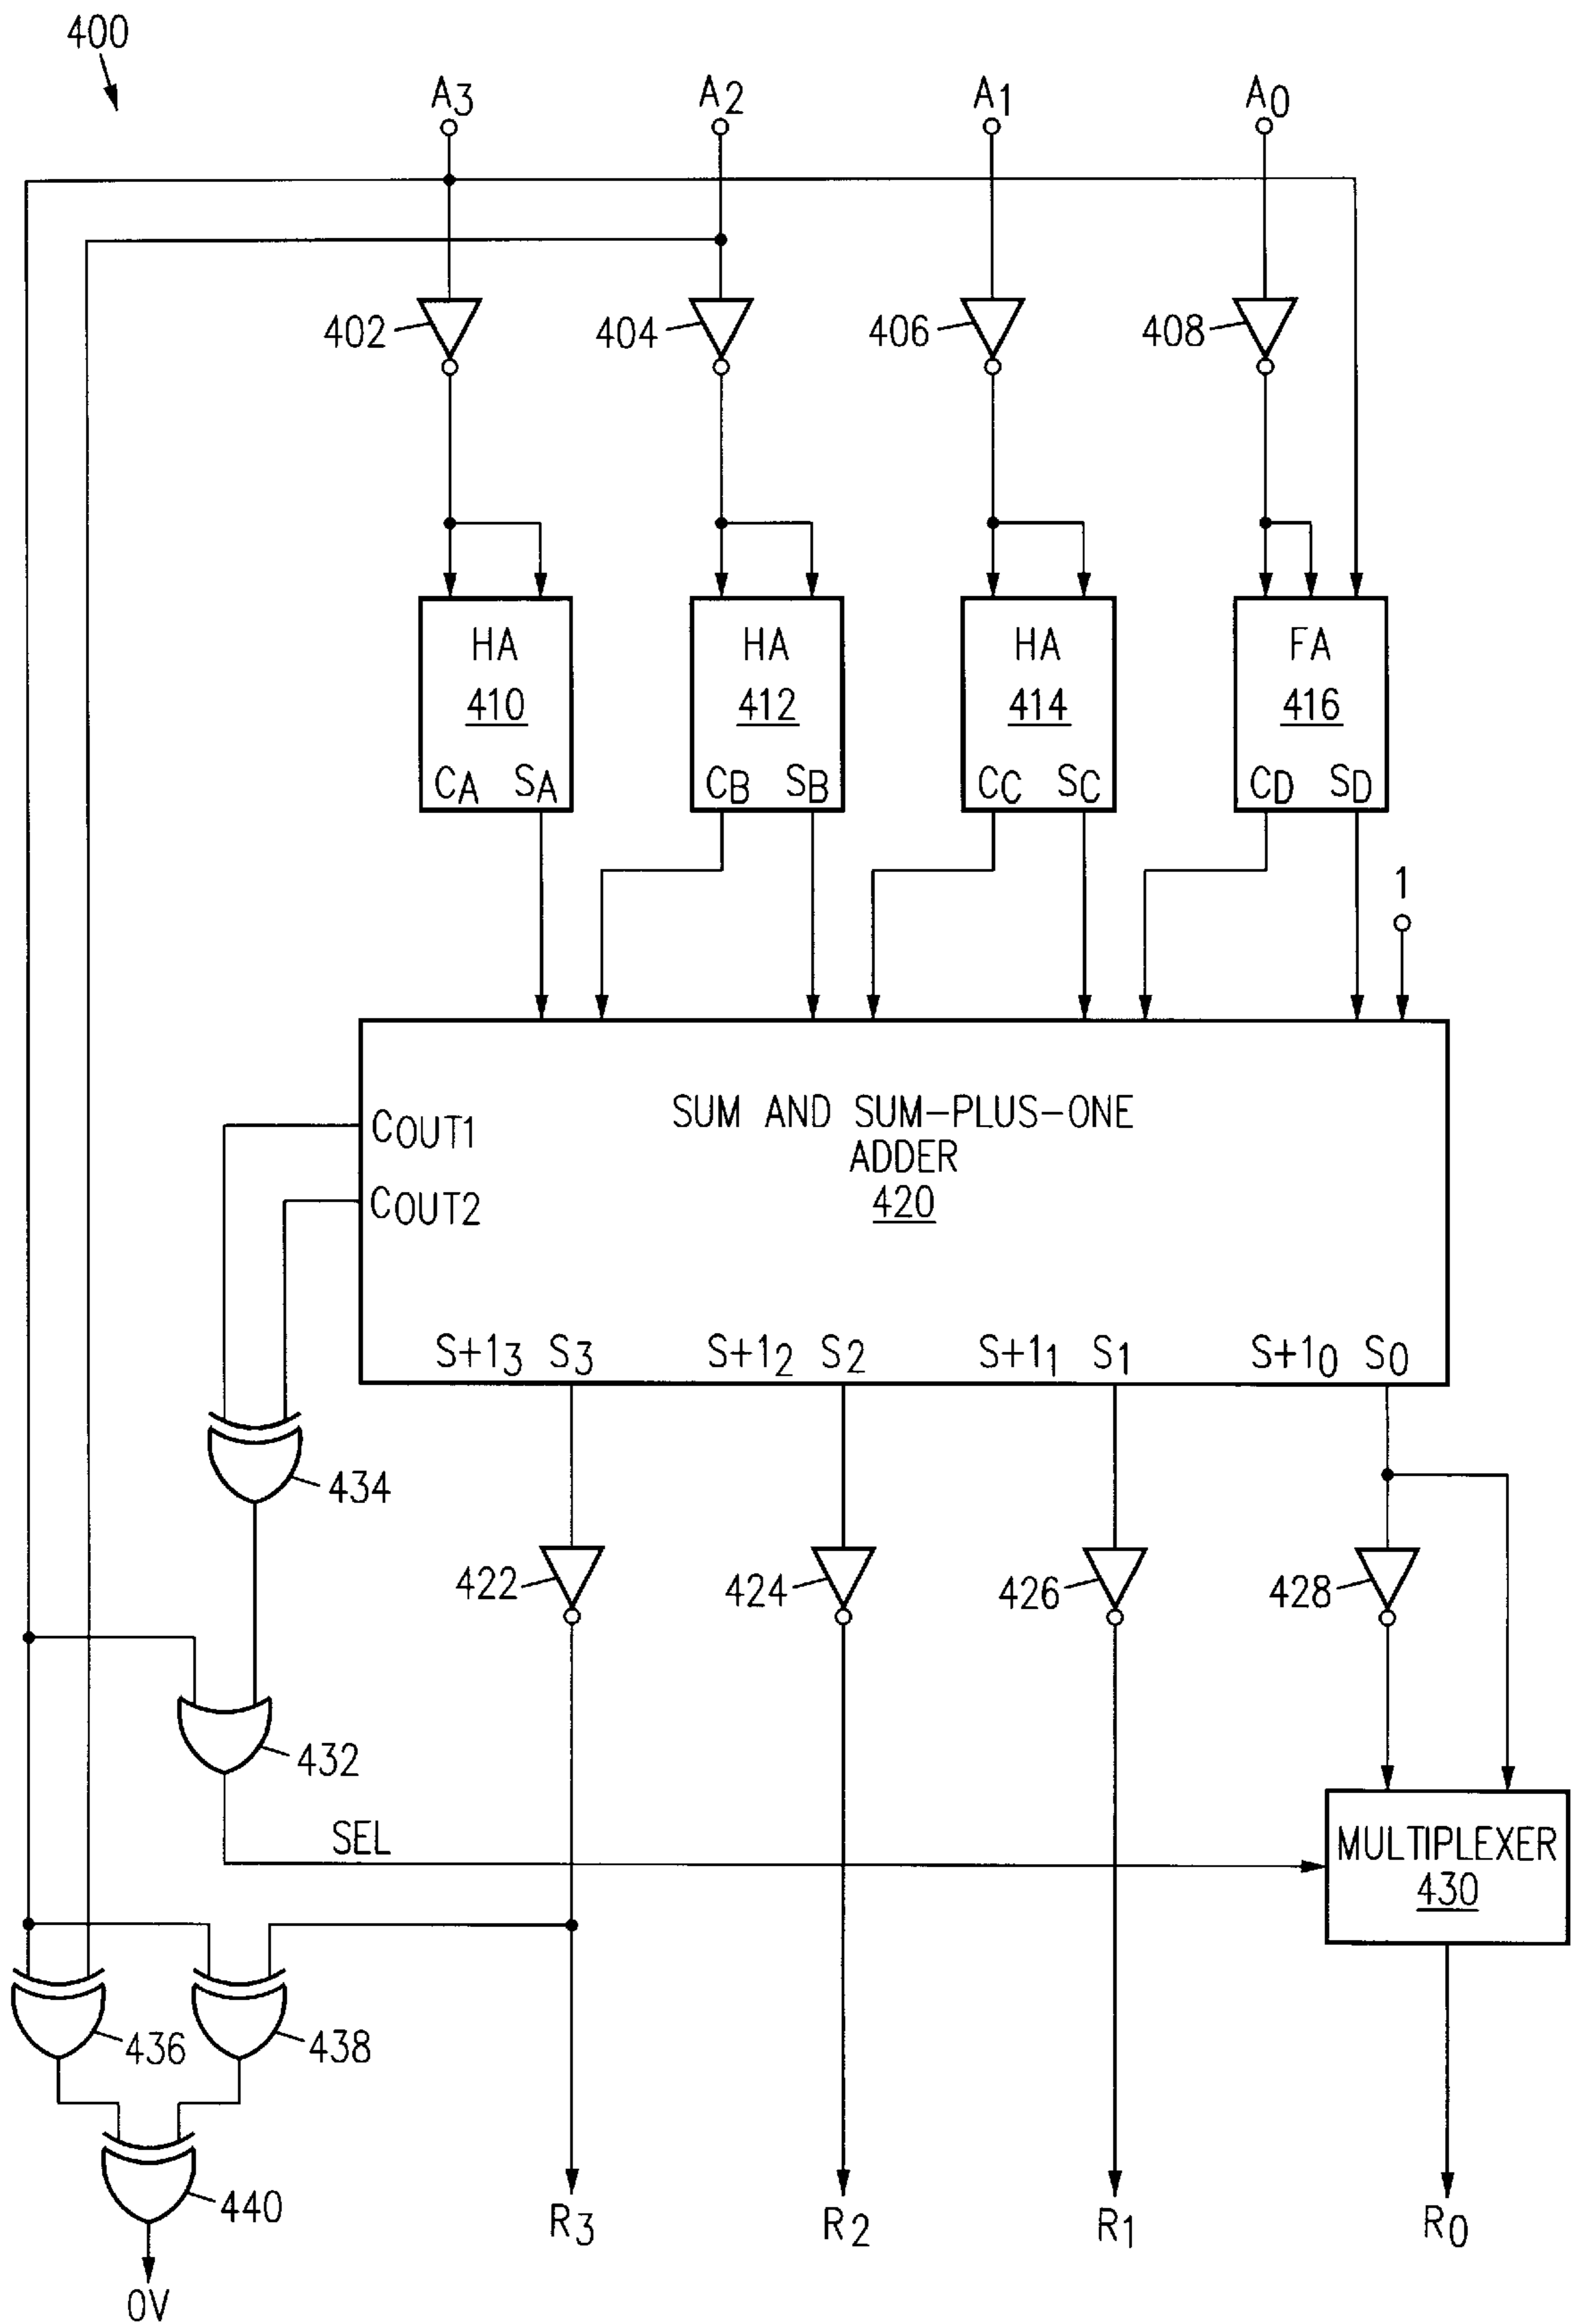 400
A3 A2 A1 A0
402 404 406 408
HA HA HA FA
410 412 414 416
CA SA CB SB CC SC CD SD
1
COUT1
SUM AND SUM-PLUS-ONE
ADDER
COUT2
420
S+13 S3 S+12 S2 S+11 S1 S+10 S0
434
422 424 426 428
432
SEL
MULTIPLEXER
430
436 438
440
R3 R2 R1 R0
OV